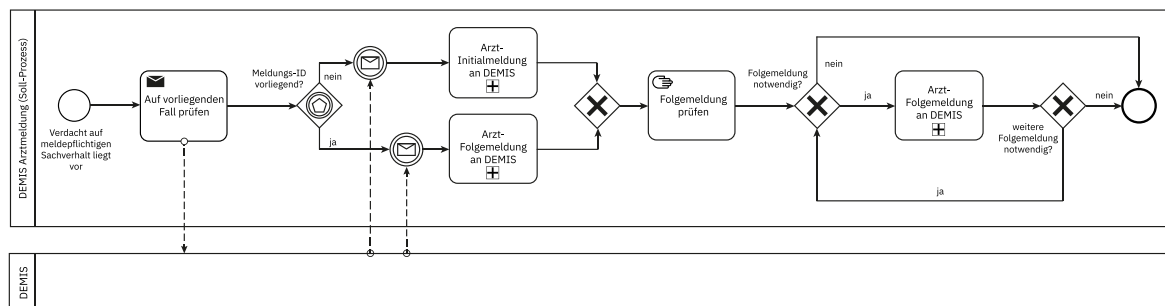 DEMIS Arztmeldung (Soll-Prozess)
Verdacht auf
meldepflichtigen
Sachverhalt liegt
vor
Auf vorliegenden
Fall prüfen
Meldungs-ID
vorliegend?
nein
ja
Arzt-
Initialmeldung
an DEMIS
Arzt-
Folgemeldung
an DEMIS
Folgemeldung
prüfen
Folgemeldung
notwendig?
nein
ja
Arzt-
Folgemeldung
an DEMIS
weitere
Folgemeldung
notwendig?
nein
ja
DEMIS